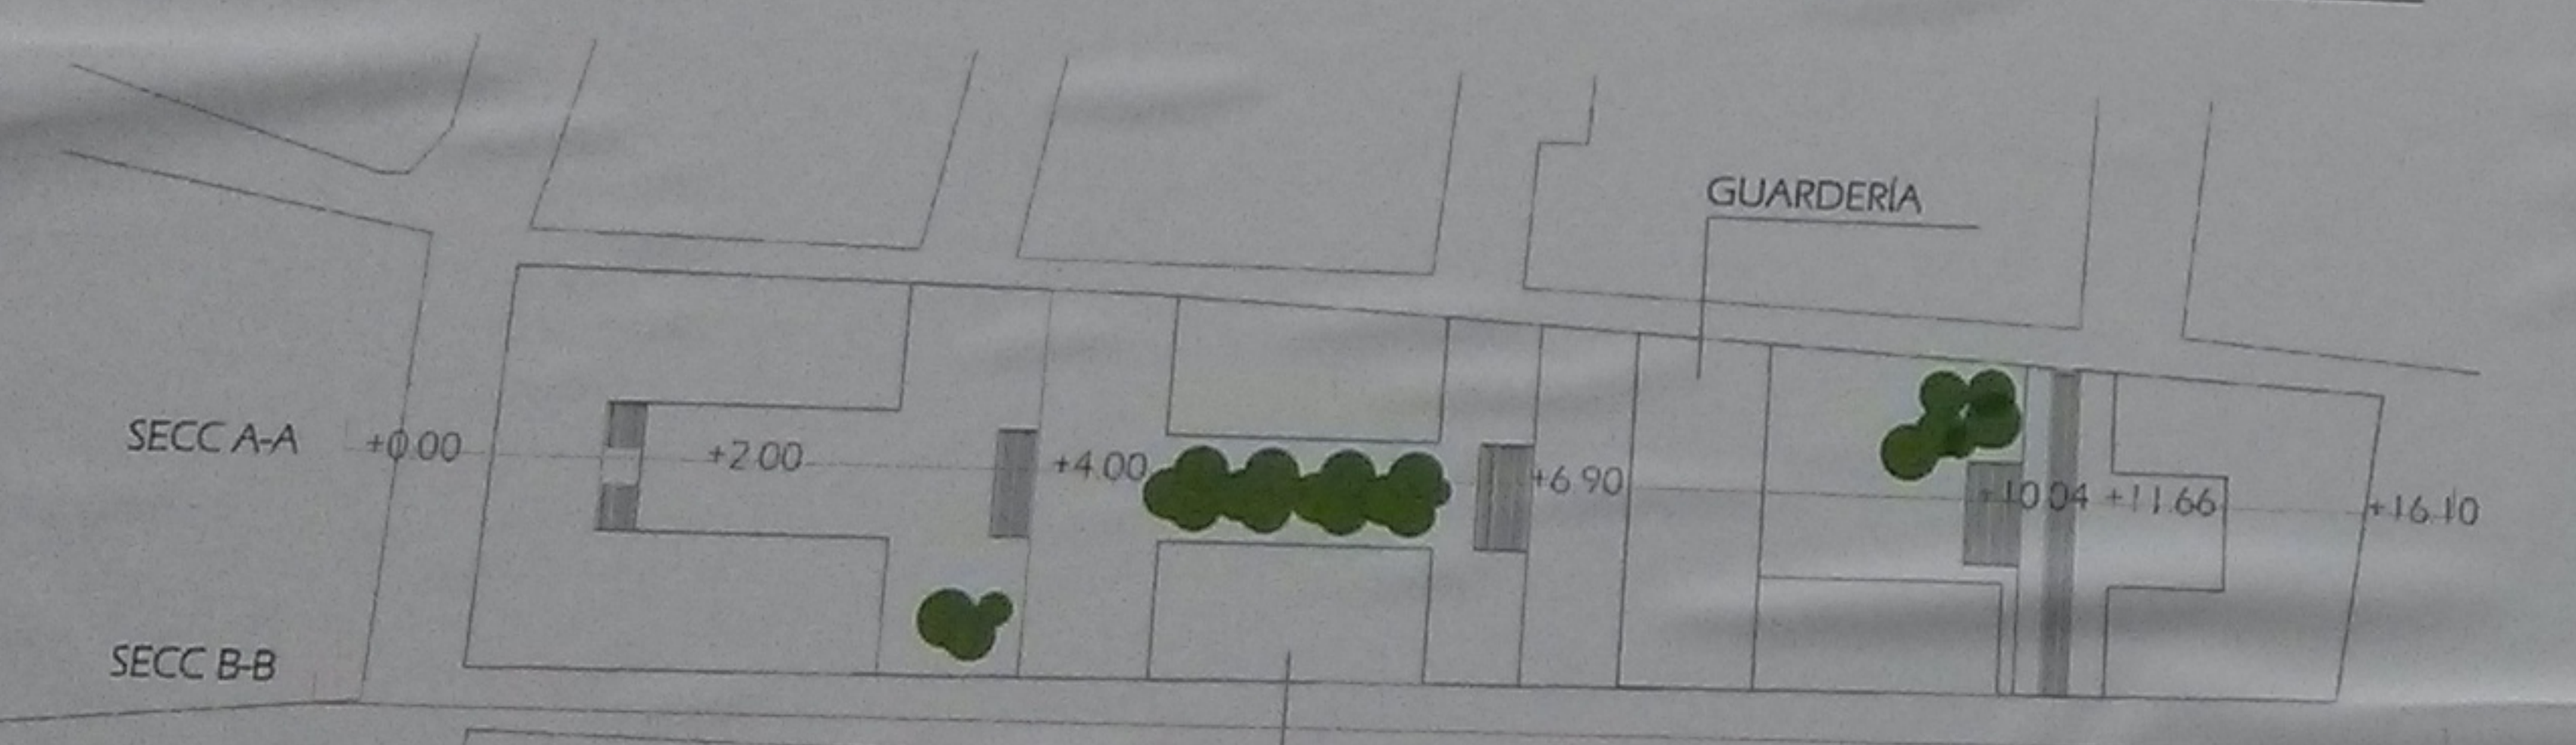 GUARDERÍA
SECC A-A +0.00 +2.00 +4.00 +6.90 +10.04 +11.66 +16.10
SECC B-B